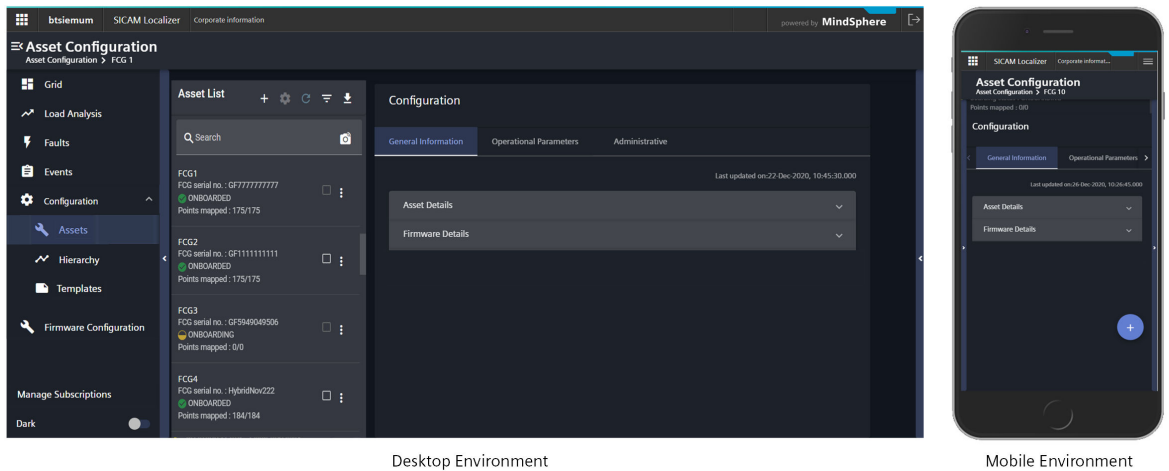 btsiemum SICAM Localizer Corporate information powered by MindSphere
Asset Configuration
Asset Configuration > FCG 1
Grid
Load Analysis
Faults
Events
Configuration
Assets
Hierarchy
Templates
Firmware Configuration
Manage Subscriptions
Dark
Asset List
Search
FCG1
FCG serial no. : GF7777777777
ONBOARDED
Points mapped : 175/175
FCG2
FCG serial no. : GF1111111111
ONBOARDED
Points mapped : 175/175
FCG3
FCG serial no. : GF5949049506
ONBOARDING
Points mapped : 0/0
FCG4
FCG serial no. : HybridNov222
ONBOARDED
Points mapped : 184/184
Configuration
General Information Operational Parameters Administrative
Last updated on:22-Dec-2020, 10:45:30.000
Asset Details
Firmware Details
Desktop Environment
SICAM Localizer Corporate informat...
Asset Configuration
Asset Configuration > FCG 10
Points mapped : 0/0
Configuration
General Information Operational Parameters
Last updated on:26-Dec-2020, 10:26:45.000
Asset Details
Firmware Details
Mobile Environment